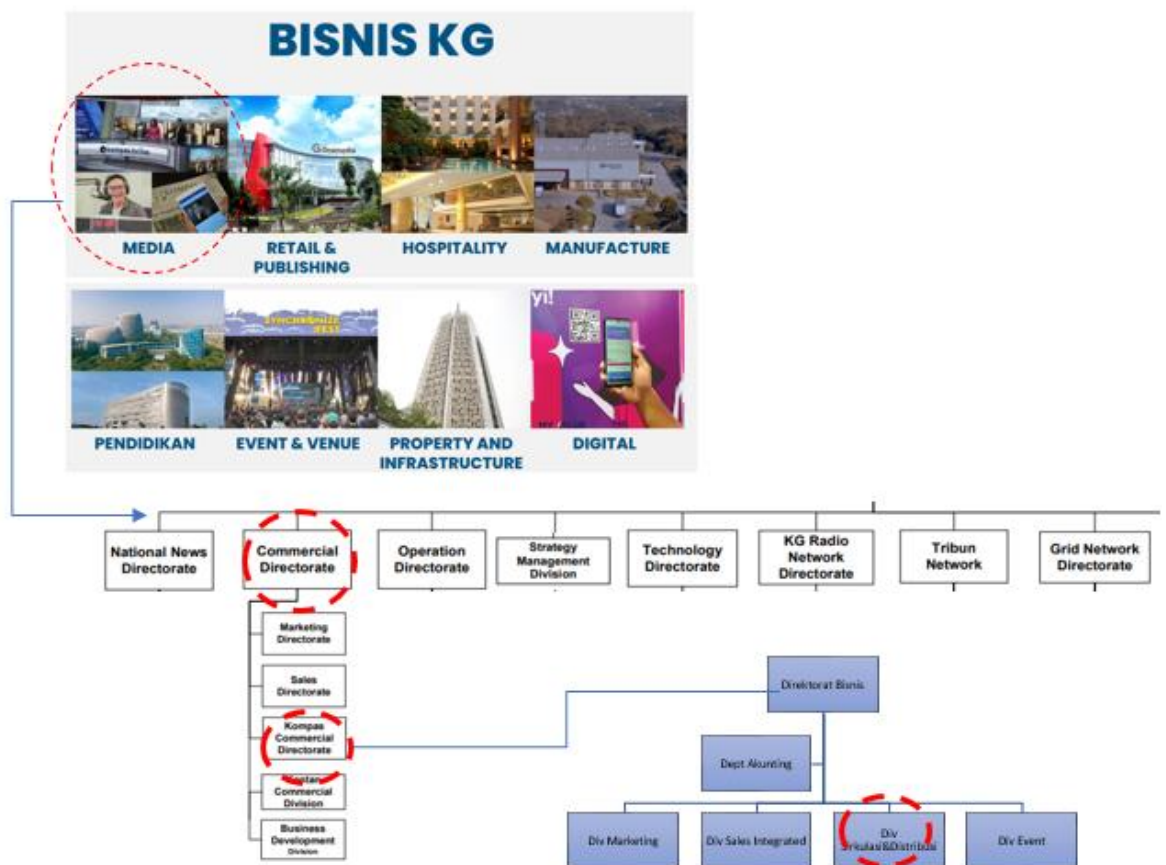 BISNIS KG
MEDIA
RETAIL &
PUBLISHING
HOSPITALITY
MANUFACTURE
PENDIDIKAN
EVENT & VENUE
PROPERTY AND
INFRASTRUCTURE
DIGITAL
National News
Directorate
Commercial
Directorate
Operation
Directorate
Strategy
Management
Division
Technology
Directorate
KG Radio
Network
Directorate
Tribun
Network
Grid Network
Directorate
Marketing
Directorate
Sales
Directorate
Kompas
Commercial
Directorate
Commercial
Division
Business
Development
Division
Direktorat Bisnis
Dept Akunting
Div Marketing
Div Sales Integrated
Div
Div Event